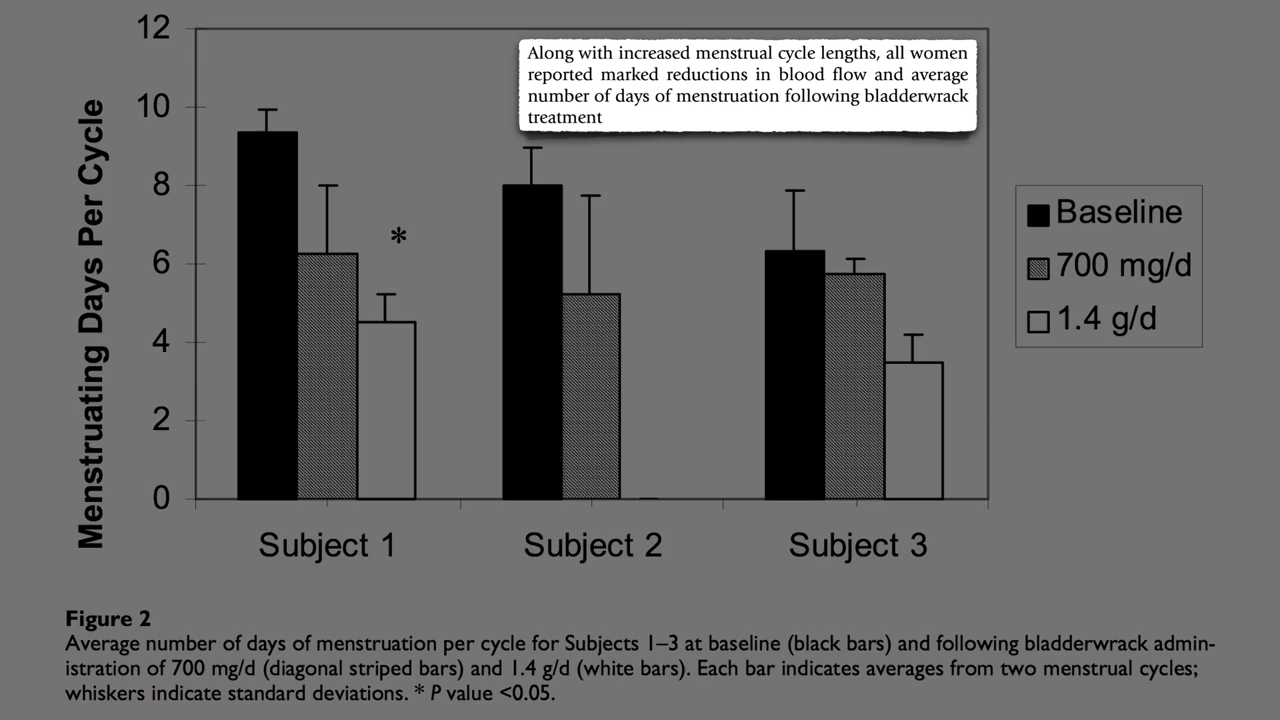 12
Along with increased menstrual cycle lengths, all women
reported marked reductions in blood flow and average
number of days of menstruation following bladderwrack
treatment
10
8
6
4
2
0
Menstruating Days Per Cycle
*
Baseline
700 mg/d
1.4 g/d
Subject 1
Subject 2
Subject 3
Figure 2
Average number of days of menstruation per cycle for Subjects 1–3 at baseline (black bars) and following bladderwrack admin-
istration of 700 mg/d (diagonal striped bars) and 1.4 g/d (white bars). Each bar indicates averages from two menstrual cycles;
whiskers indicate standard deviations. * P value <0.05.